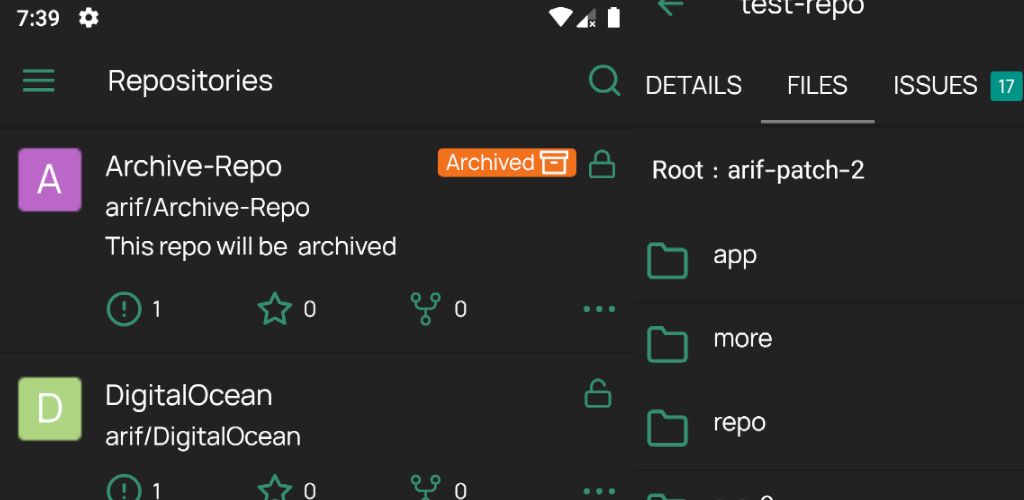 7:39
Repositories
A
Archive-Repo
Archived
arif/Archive-Repo
This repo will be archived
1
0
0
D
DigitalOcean
arif/DigitalOcean
1
0
0
test-repo
DETAILS
FILES
ISSUES 17
Root : arif-patch-2
app
more
repo